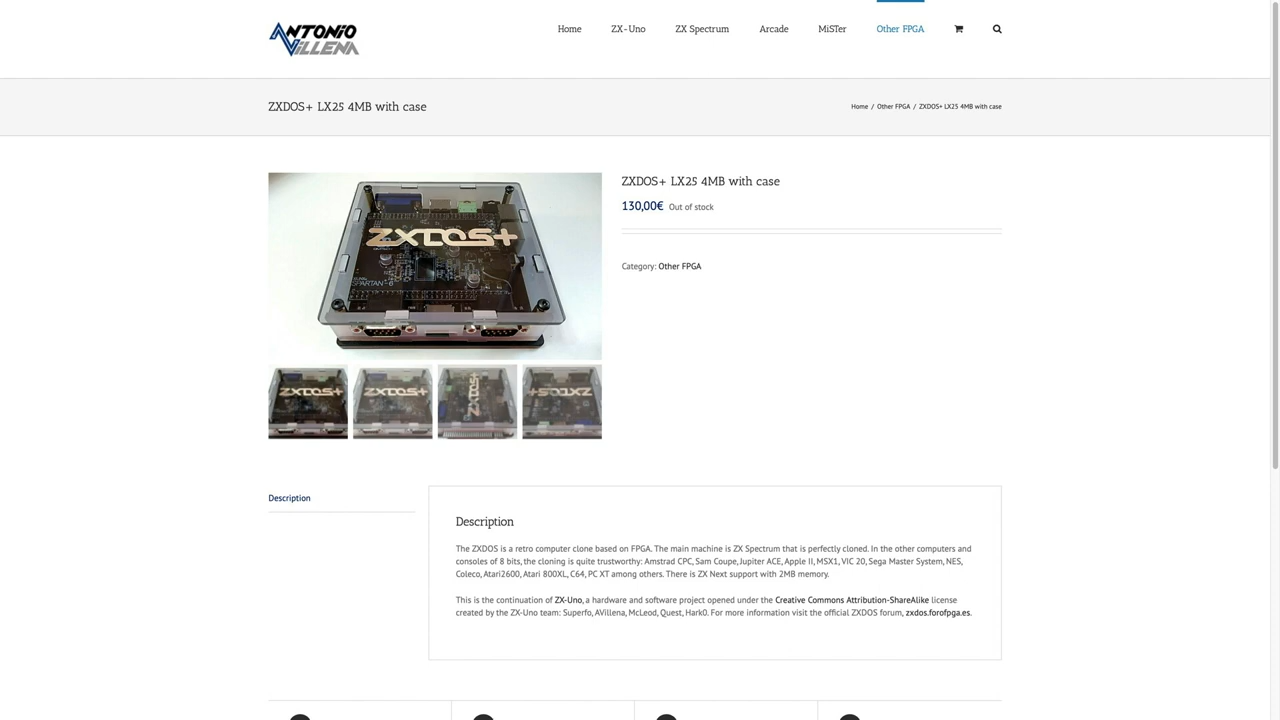 ANTONIO
VILLENA
Home
ZX-Uno
ZX Spectrum
Arcade
MiSTer
Other FPGA
ZXDOS+ LX25 4MB with case
Home / Other FPGA / ZXDOS+ LX25 4MB with case
ZXDOS+
SPARTAN-6
ZXDOS+ LX25 4MB with case
130,00€ Out of stock
Category: Other FPGA
ZXDOS+
ZXDOS+
ZXDOS+
ZXDOS+
Description
Description
The ZXDOS is a retro computer clone based on FPGA. The main machine is ZX Spectrum that is perfectly cloned. In the other computers and
consoles of 8 bits, the cloning is quite trustworthy: Amstrad CPC, Sam Coupe, Jupiter ACE, Apple II, MSX1, VIC 20, Sega Master System, NES,
Coleco, Atari2600, Atari 800XL, C64, PC XT among others. There is ZX Next support with 2MB memory.
This is the continuation of ZX-Uno, a hardware and software project opened under the Creative Commons Attribution-ShareAlike license
created by the ZX-Uno team: Superfo, AVillena, McLeod, Quest, Hark0. For more information visit the official ZXDOS forum, zxdos.forofpga.es.